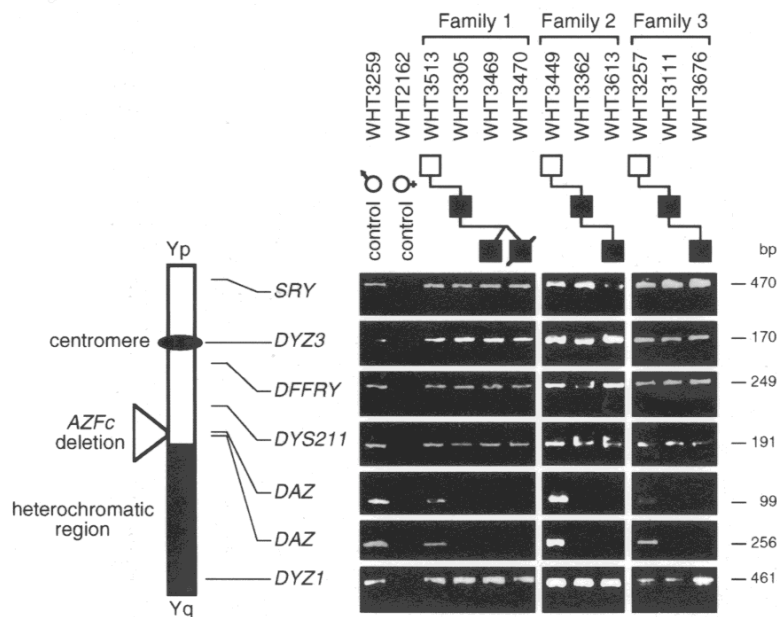 Family 1
Family 2
Family 3
WHT3259
WHT2162
WHT3513
WHT3305
WHT3469
WHT3470
WHT3449
WHT3362
WHT3613
WHT3257
WHT3111
WHT3676
control
control
bp
Yp
SRY
470
centromere
DYZ3
170
DFFRY
249
AZFc
deletion
DYS211
191
DAZ
99
heterochromatic
region
DAZ
256
DYZ1
461
Yq